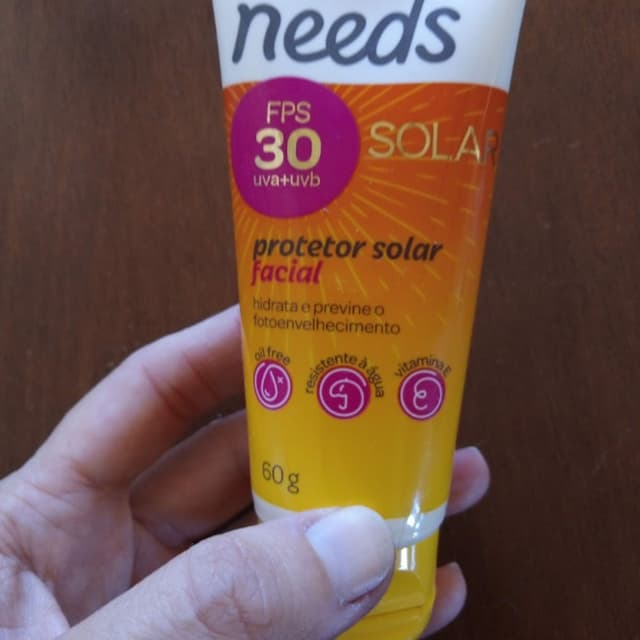 needs
FPS
30
uva+uvb
SOLAR
protetor solar
facial
hidrata e previne o
fotoenvelhecimento
oil free
resistente à água
vitamina E
60 g